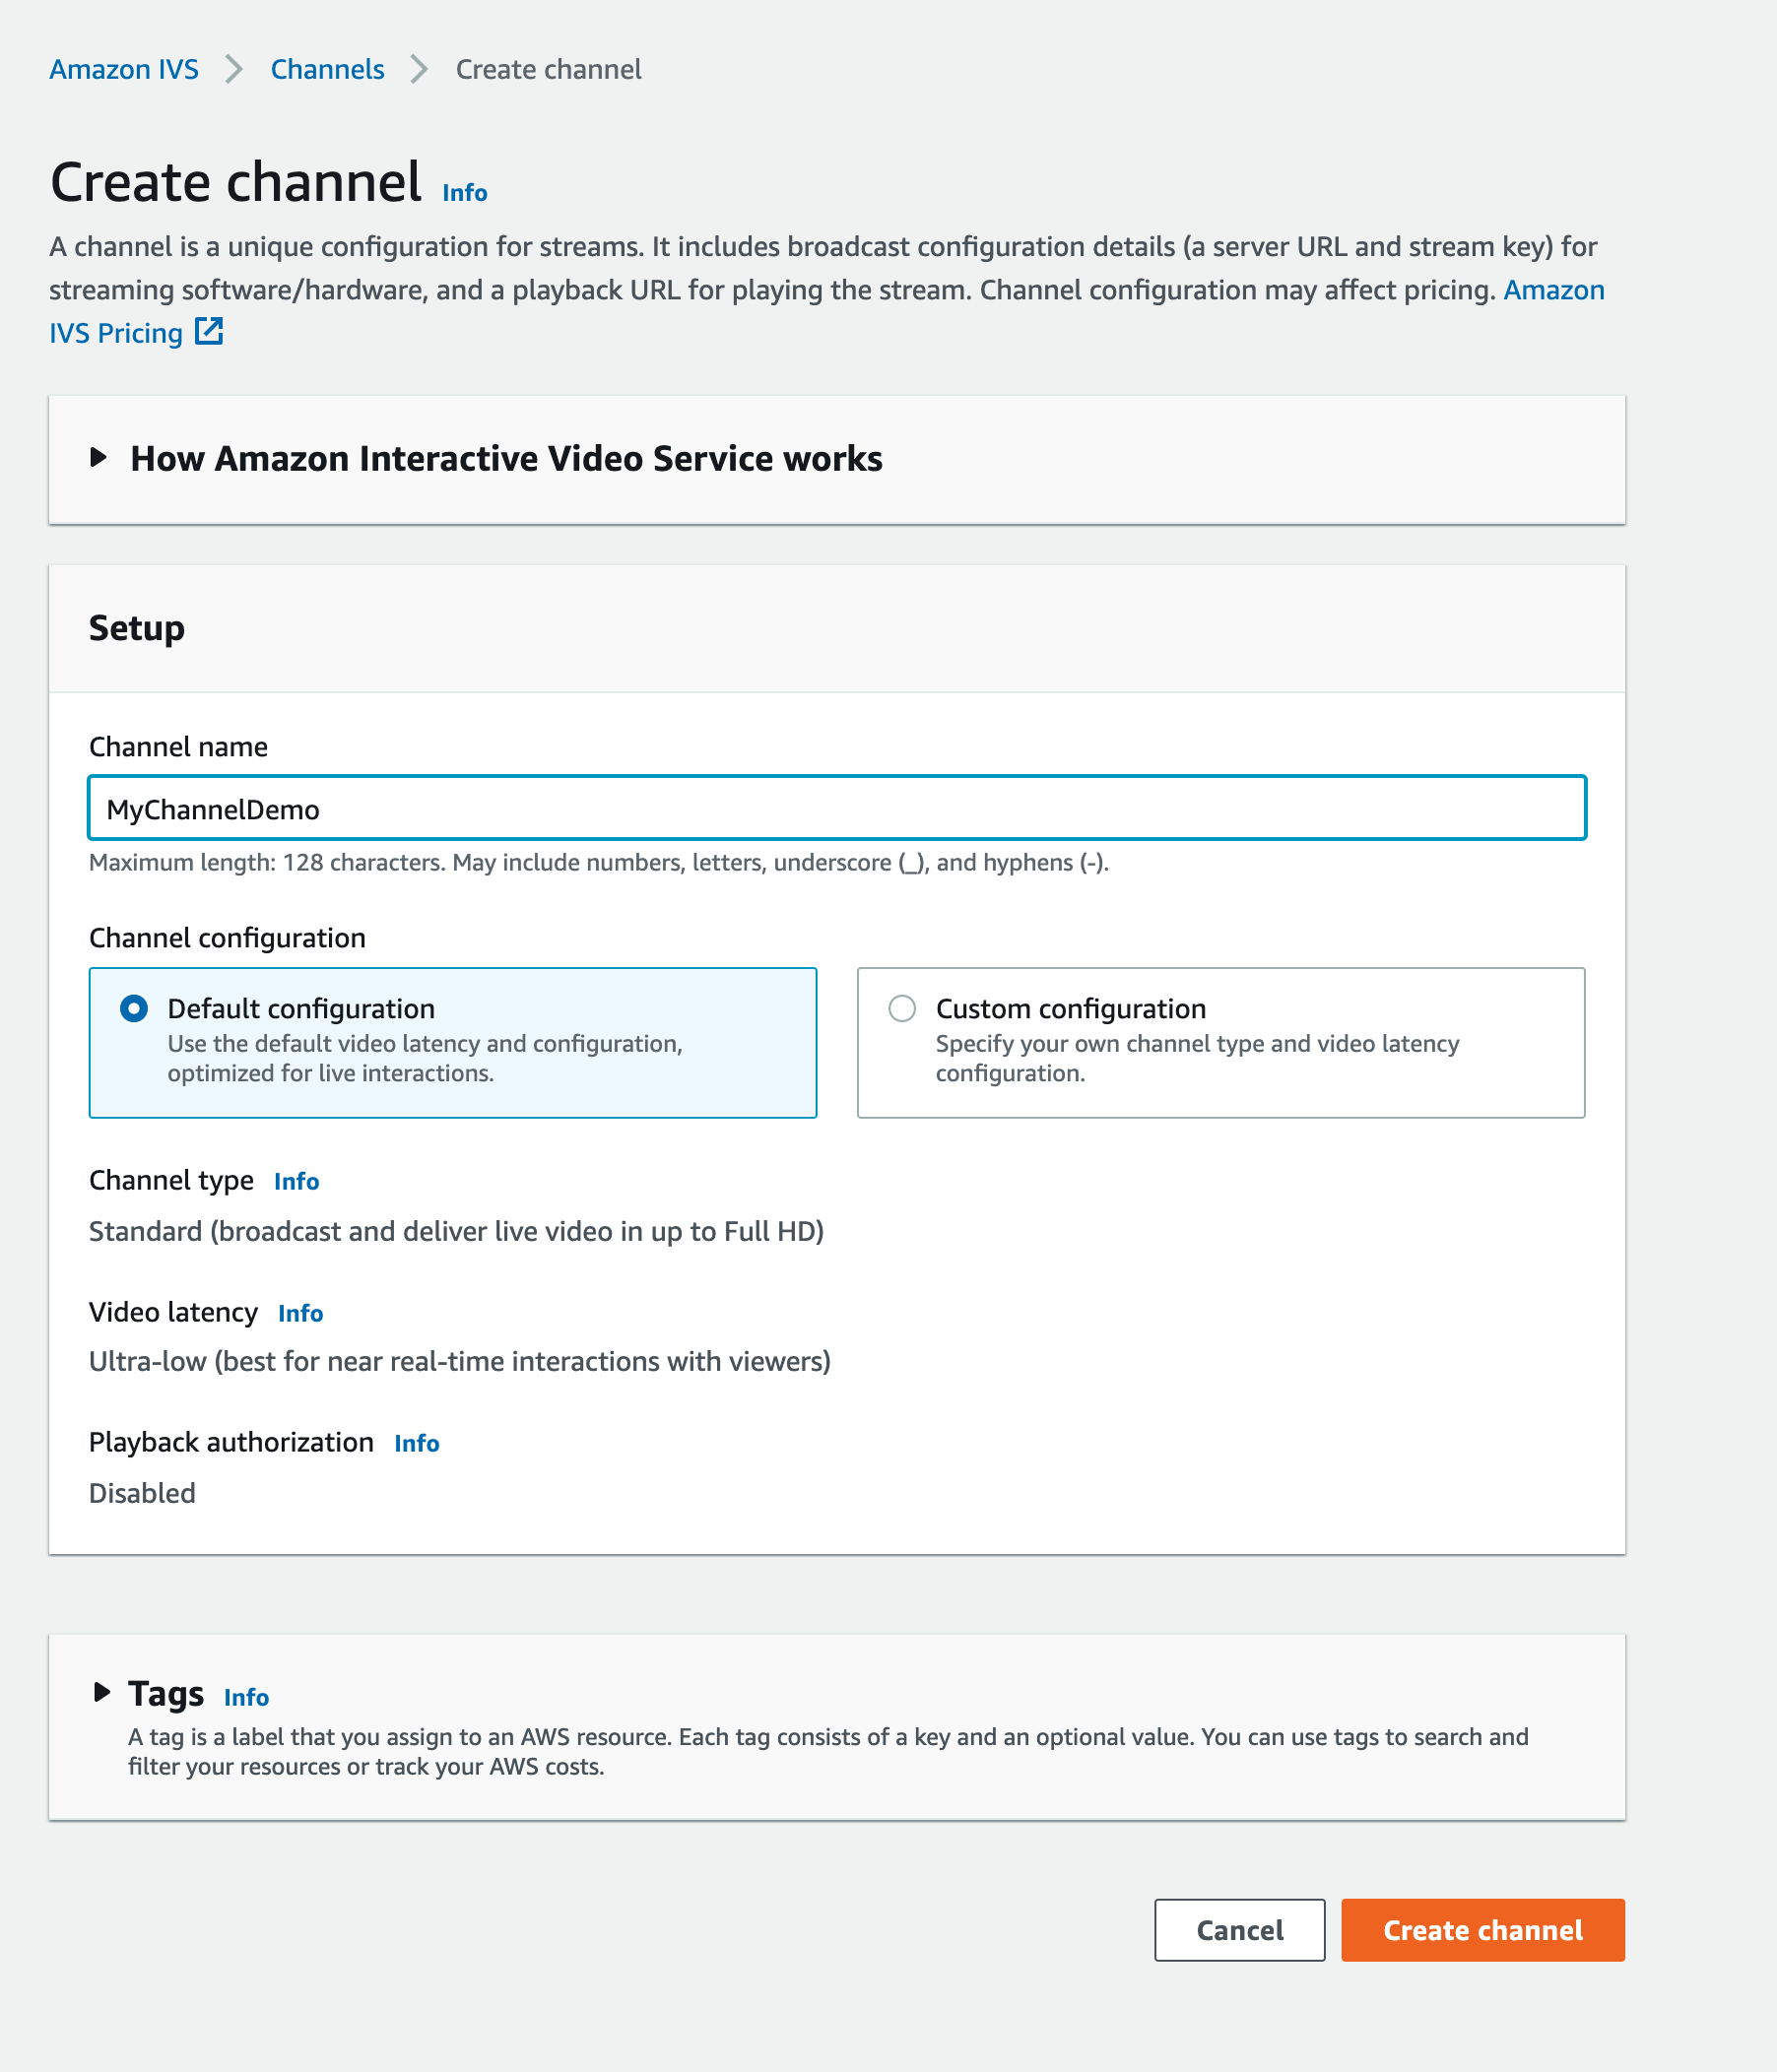 Amazon IVS > Channels > Create channel
Create channel Info
A channel is a unique configuration for streams. It includes broadcast configuration details (a server URL and stream key) for
streaming software/hardware, and a playback URL for playing the stream. Channel configuration may affect pricing. Amazon
IVS Pricing
How Amazon Interactive Video Service works
Setup
Channel name
MyChannelDemo
Maximum length: 128 characters. May include numbers, letters, underscore (_), and hyphens (-).
Channel configuration
Default configuration
Use the default video latency and configuration,
optimized for live interactions.
Custom configuration
Specify your own channel type and video latency
configuration.
Channel type Info
Standard (broadcast and deliver live video in up to Full HD)
Video latency Info
Ultra-low (best for near real-time interactions with viewers)
Playback authorization Info
Disabled
Tags Info
A tag is a label that you assign to an AWS resource. Each tag consists of a key and an optional value. You can use tags to search and
filter your resources or track your AWS costs.
Cancel
Create channel